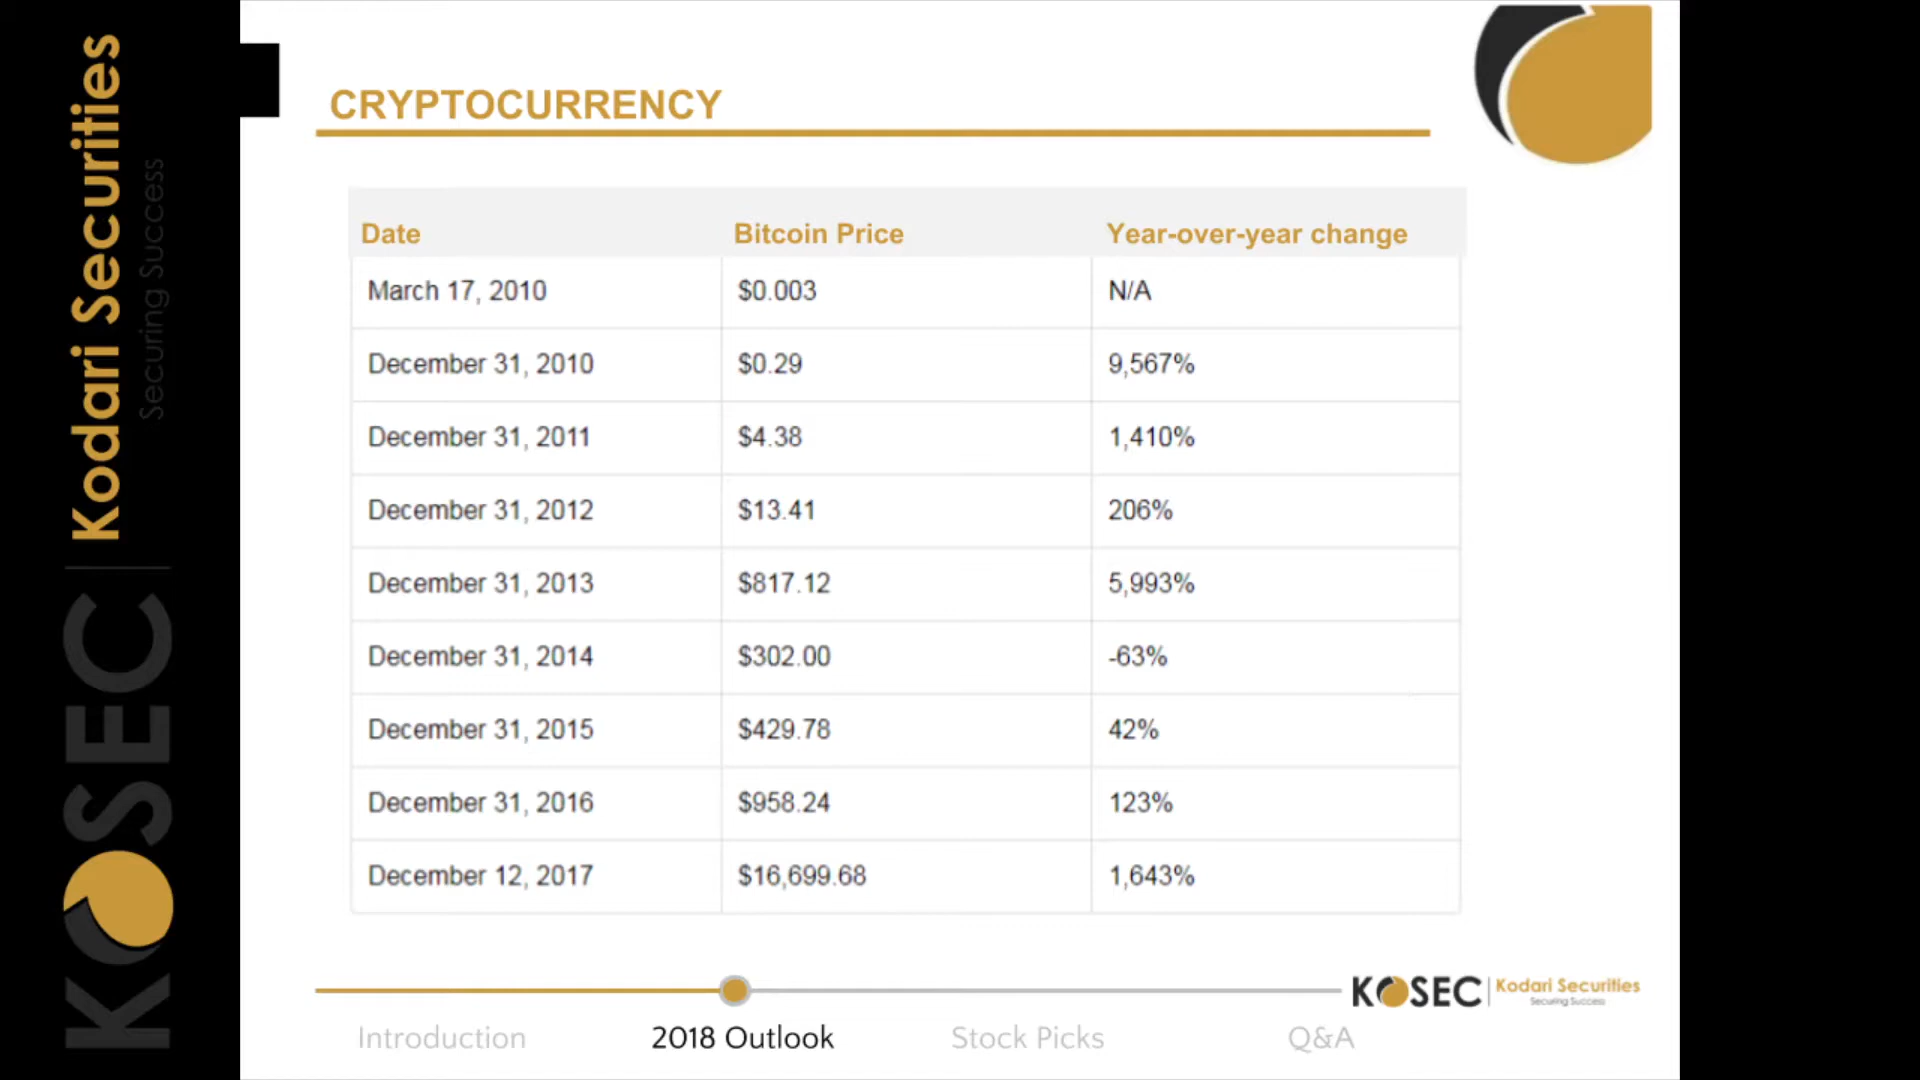 KOSEC | Kodari Securities
Securing Success
CRYPTOCURRENCY
Date Bitcoin Price Year-over-year change
March 17, 2010 $0.003 N/A
December 31, 2010 $0.29 9,567%
December 31, 2011 $4.38 1,410%
December 31, 2012 $13.41 206%
December 31, 2013 $817.12 5,993%
December 31, 2014 $302.00 -63%
December 31, 2015 $429.78 42%
December 31, 2016 $958.24 123%
December 12, 2017 $16,699.68 1,643%
KOSEC | Kodari Securities
Securing Success
Introduction 2018 Outlook Stock Picks Q&A